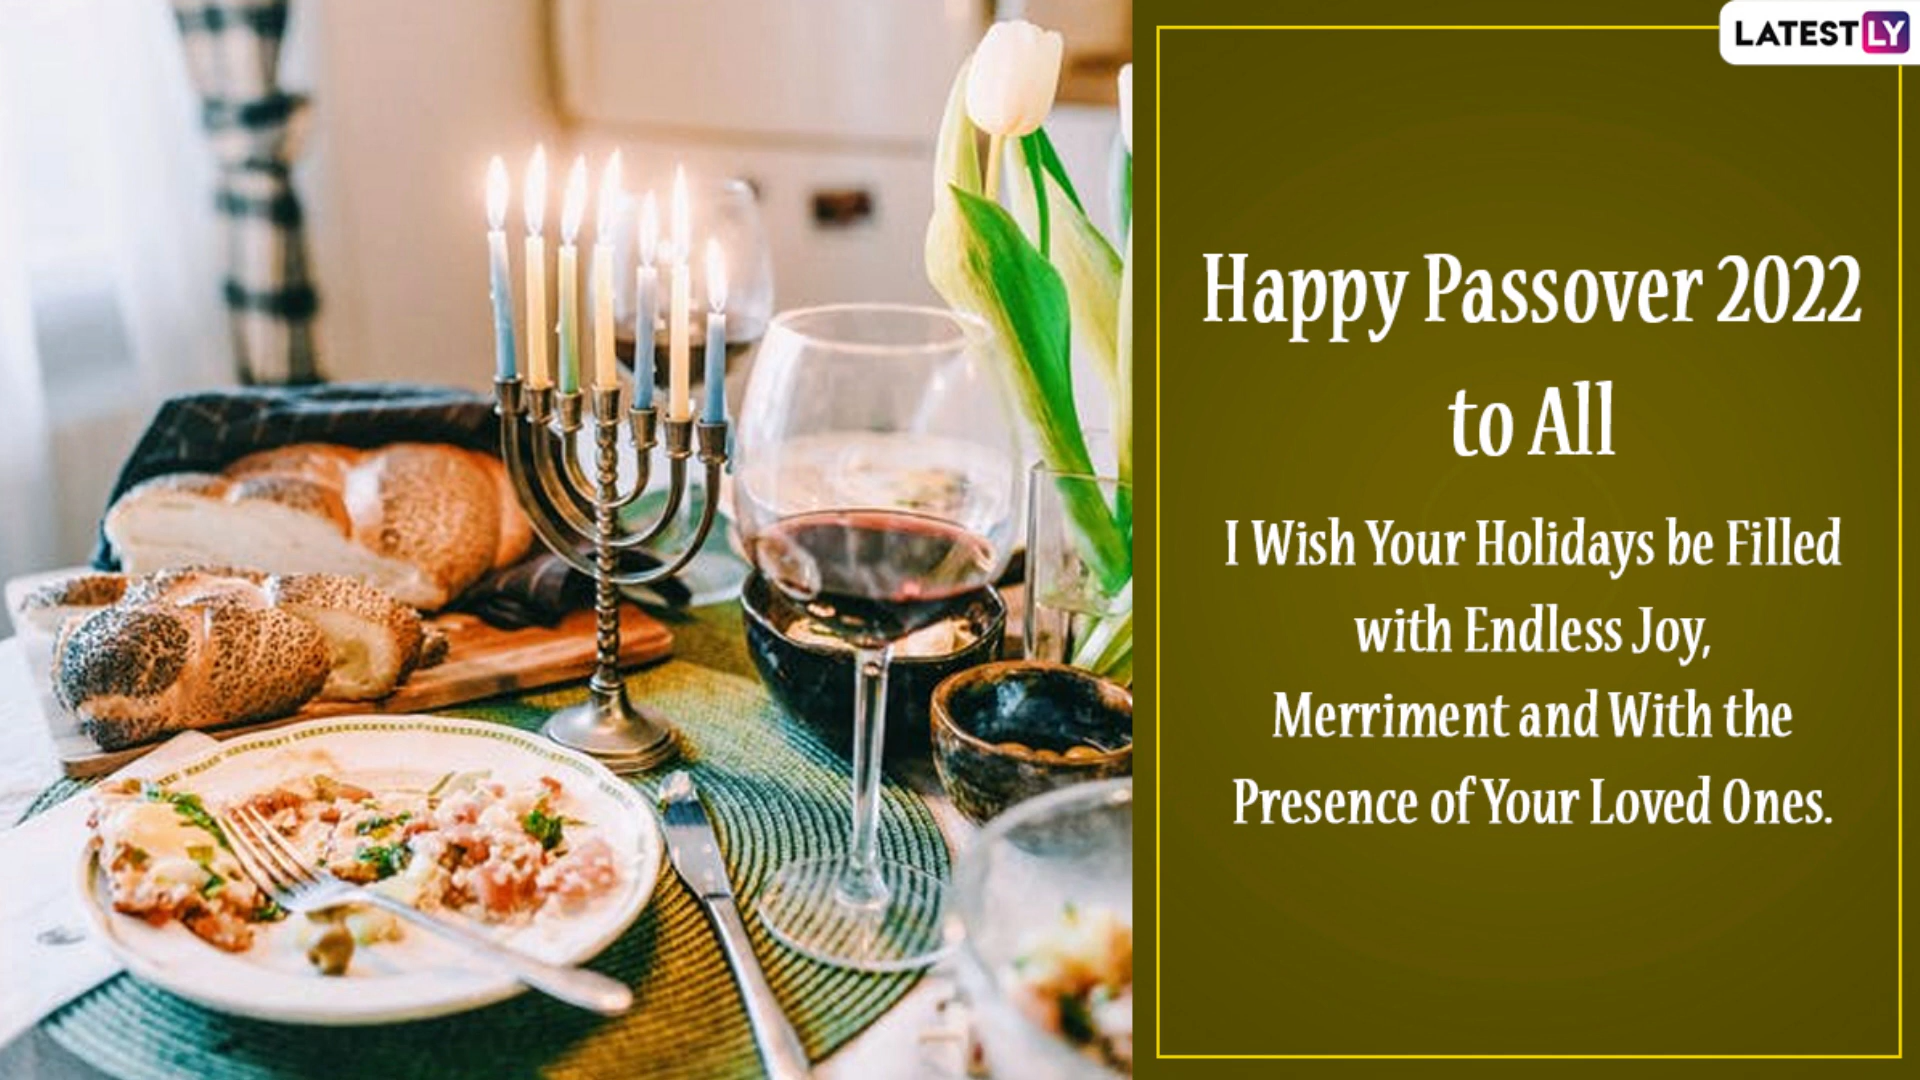 LATESTLY
Happy Passover 2022
to All
I Wish Your Holidays be Filled
with Endless Joy,
Merriment and With the
Presence of Your Loved Ones.